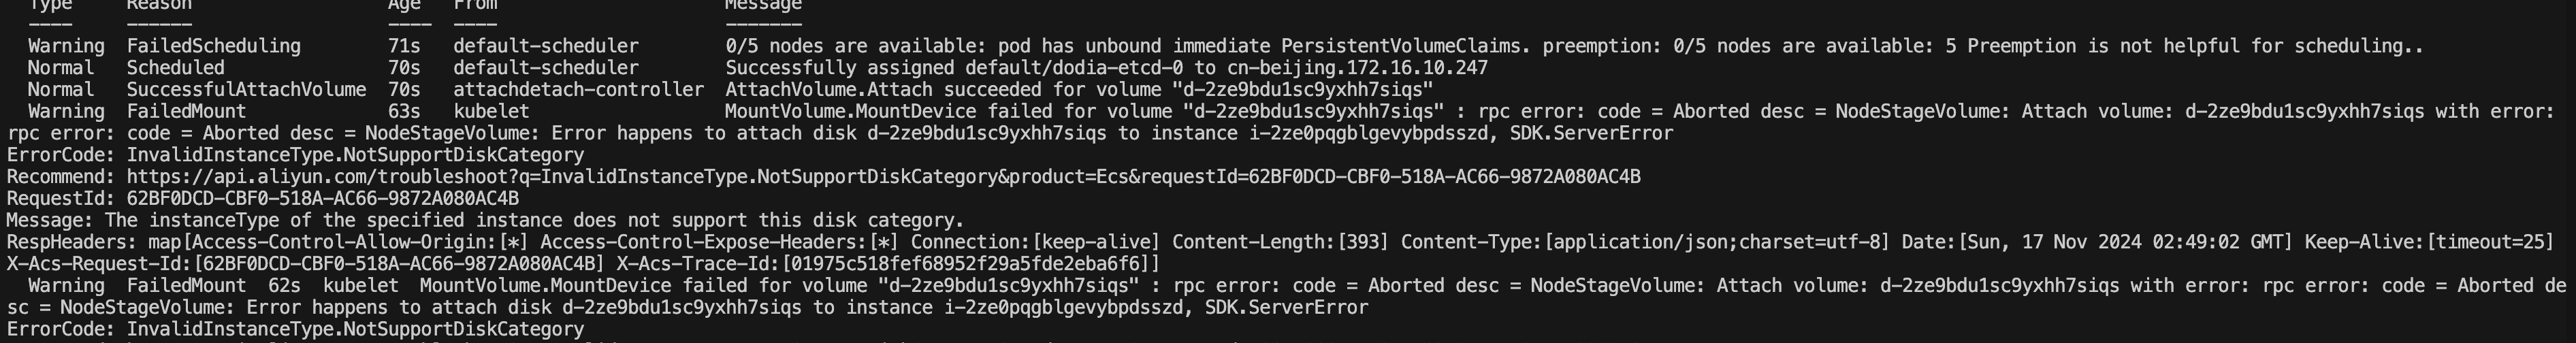 Type     Reason                  Age   From                     Message
----     ------                  ----  ----                     -------
Warning  FailedScheduling        71s   default-scheduler        0/5 nodes are available: pod has unbound immediate PersistentVolumeClaims. preemption: 0/5 nodes are available: 5 Preemption is not helpful for scheduling..
Normal   Scheduled               70s   default-scheduler        Successfully assigned default/dodia-etcd-0 to cn-beijing.172.16.10.247
Normal   SuccessfulAttachVolume  70s   attachdetach-controller  AttachVolume.Attach succeeded for volume "d-2ze9bdu1sc9yxhh7siqs"
Warning  FailedMount             63s   kubelet                  MountVolume.MountDevice failed for volume "d-2ze9bdu1sc9yxhh7siqs" : rpc error: code = Aborted desc = NodeStageVolume: Attach volume: d-2ze9bdu1sc9yxhh7siqs with error:
rpc error: code = Aborted desc = NodeStageVolume: Error happens to attach disk d-2ze9bdu1sc9yxhh7siqs to instance i-2ze0pqgblgevybpdsszd, SDK.ServerError
ErrorCode: InvalidInstanceType.NotSupportDiskCategory
Recommend: https://api.aliyun.com/troubleshoot?q=InvalidInstanceType.NotSupportDiskCategory&product=Ecs&requestId=62BF0DCD-CBF0-518A-AC66-9872A080AC4B
RequestId: 62BF0DCD-CBF0-518A-AC66-9872A080AC4B
Message: The instanceType of the specified instance does not support this disk category.
RespHeaders: map[Access-Control-Allow-Origin:[*] Access-Control-Expose-Headers:[*] Connection:[keep-alive] Content-Length:[393] Content-Type:[application/json;charset=utf-8] Date:[Sun, 17 Nov 2024 02:49:02 GMT] Keep-Alive:[timeout=25]
X-Acs-Request-Id:[62BF0DCD-CBF0-518A-AC66-9872A080AC4B] X-Acs-Trace-Id:[01975c518fef68952f29a5fde2eba6f6]]
Warning  FailedMount  62s  kubelet  MountVolume.MountDevice failed for volume "d-2ze9bdu1sc9yxhh7siqs" : rpc error: code = Aborted desc = NodeStageVolume: Attach volume: d-2ze9bdu1sc9yxhh7siqs with error: rpc error: code = Aborted de
sc = NodeStageVolume: Error happens to attach disk d-2ze9bdu1sc9yxhh7siqs to instance i-2ze0pqgblgevybpdsszd, SDK.ServerError
ErrorCode: InvalidInstanceType.NotSupportDiskCategory